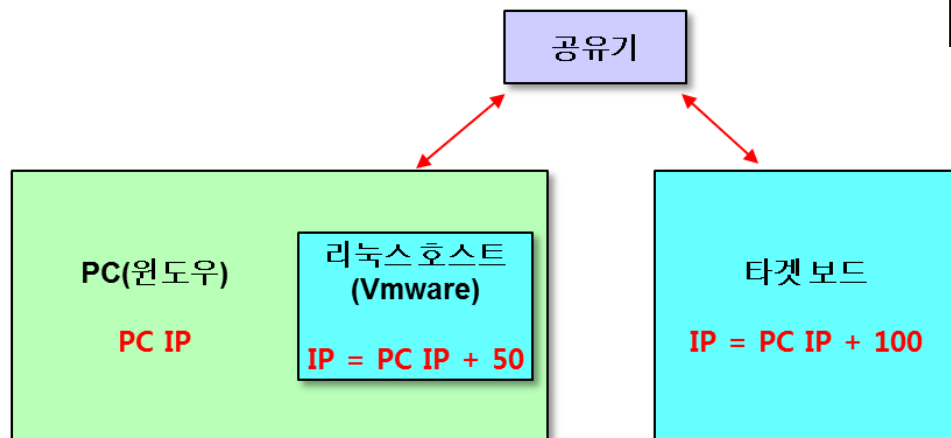 공유기
PC(윈도우)
PC IP
리눅스 호스트
(Vmware)
IP = PC IP + 50
타겟 보드
IP = PC IP + 100